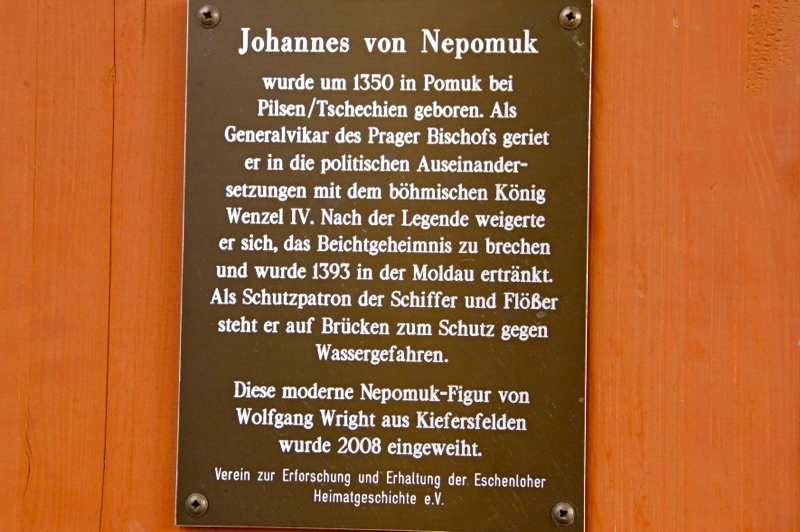 Johannes von Nepomuk
wurde um 1350 in Pomuk bei
Pilsen/Tschechien geboren. Als
Generalvikar des Prager Bischofs geriet
er in die politischen Auseinander-
setzungen mit dem böhmischen König
Wenzel IV. Nach der Legende weigerte
er sich, das Beichtgeheimnis zu brechen
und wurde 1393 in der Moldau ertränkt.
Als Schutzpatron der Schiffer und Flößer
steht er auf Brücken zum Schutz gegen
Wassergefahren.
Diese moderne Nepomuk-Figur von
Wolfgang Wright aus Kiefersfelden
wurde 2008 eingeweiht.
Verein zur Erforschung und Erhaltung der Eschenloher
Heimatgeschichte e.V.